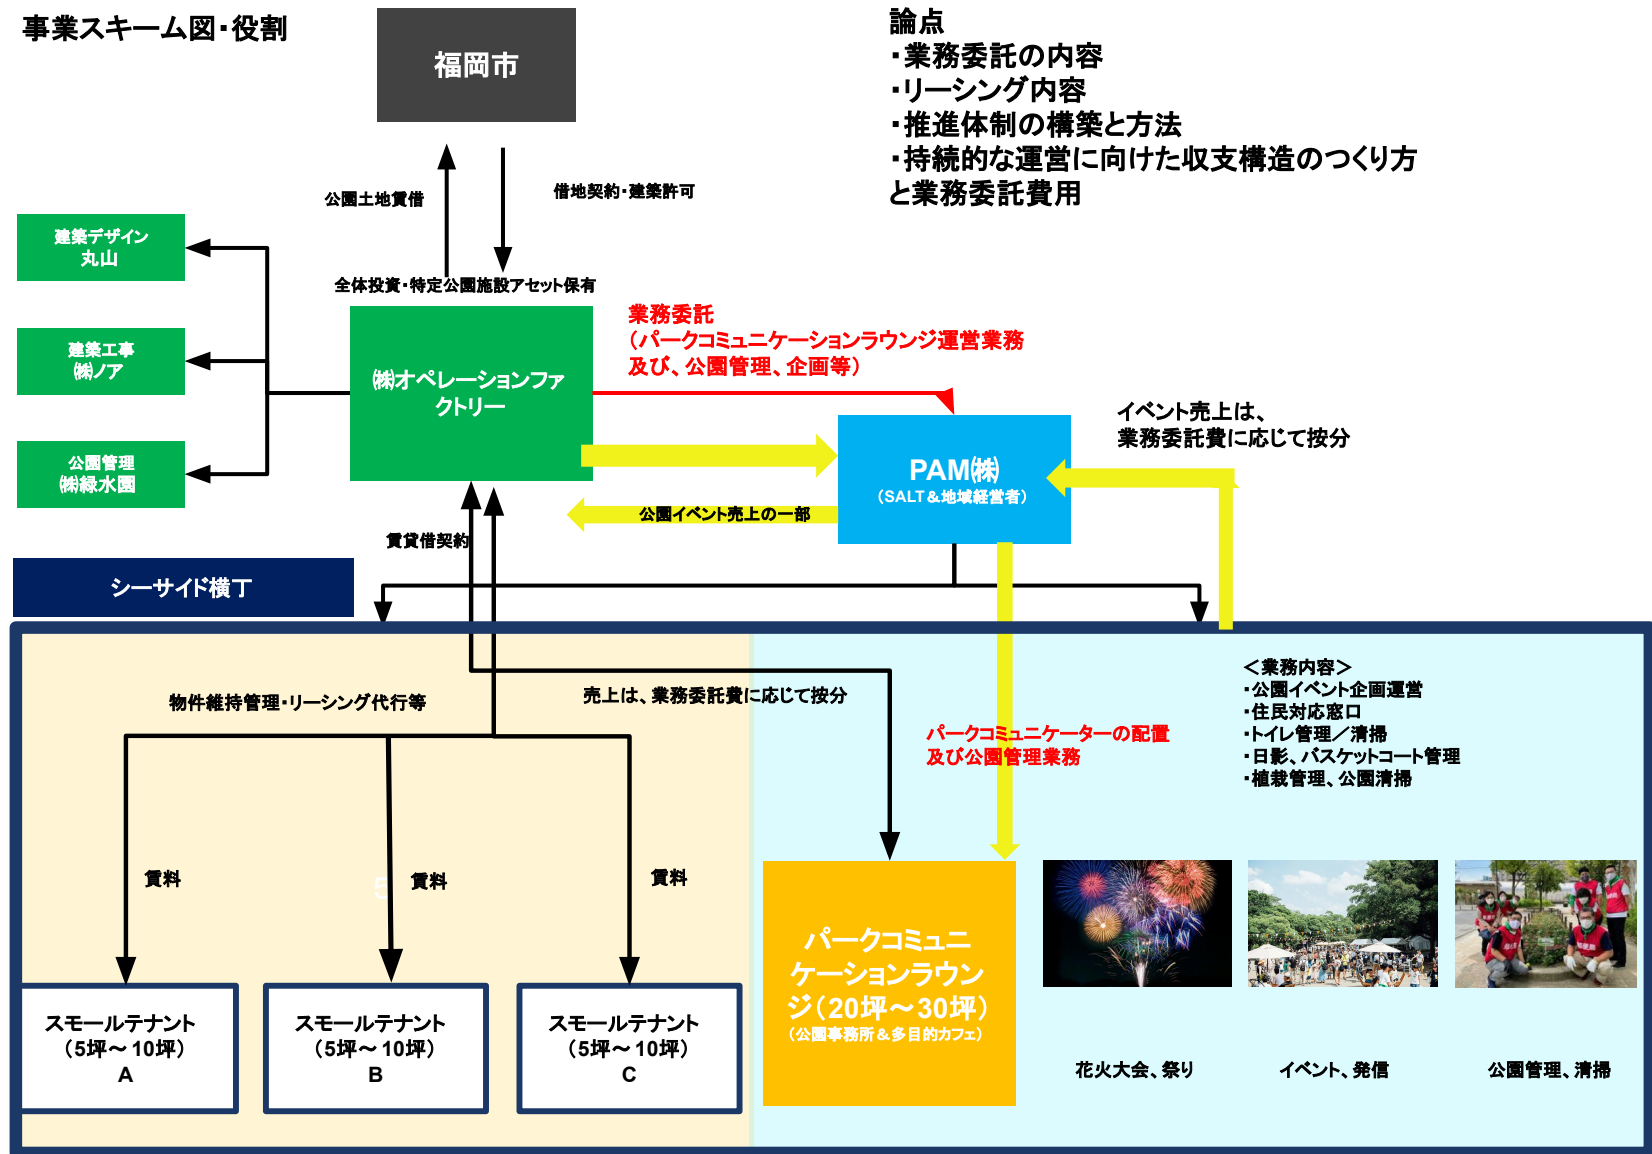 事業スキーム図・役割
福岡市
論点
・業務委託の内容
・リーシング内容
・推進体制の構築と方法
・持続的な運営に向けた収支構造のつくり方
と業務委託費用
公園土地賃借
借地契約・建築許可
建築デザイン
丸山
全体投資・特定公園施設アセット保有
業務委託
（パークコミュニケーションラウンジ運営業務
及び、公園管理、企画等）
建築工事
㈱ノア
㈱オペレーションファ
クトリー
イベント売上は、
業務委託費に応じて按分
公園管理
㈱緑水園
PAM㈱
（SALT＆地域経営者）
公園イベント売上の一部
賃貸借契約
シーサイド横丁
物件維持管理・リーシング代行等
売上は、業務委託費に応じて按分
＜業務内容＞
・公園イベント企画運営
・住民対応窓口
・トイレ管理／清掃
・日影、バスケットコート管理
・植栽管理、公園清掃
パークコミュニケーターの配置
及び公園管理業務
賃料
5
賃料
賃料
パークコミュニ
ケーションラウン
ジ（20坪～30坪）
（公園事務所＆多目的カフェ）
スモールテナント
（5坪～10坪）
A
スモールテナント
（5坪～10坪）
B
スモールテナント
（5坪～10坪）
C
花火大会、祭り
イベント、発信
公園管理、清掃